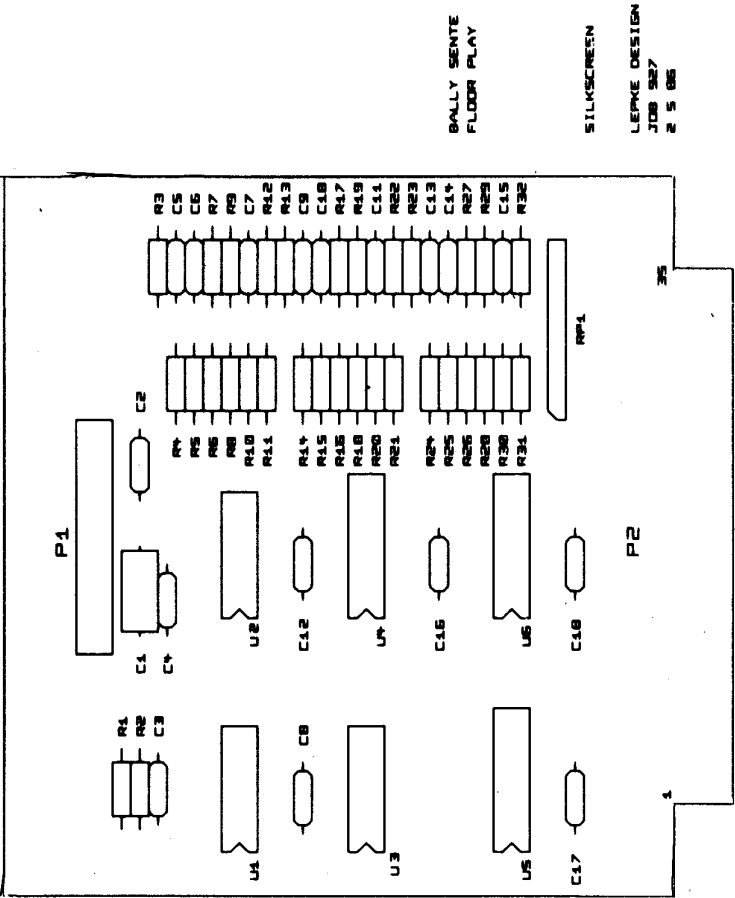 BALLY SENTE
FLOOR PLAY
SILKSCREEN
LEPKE DESIGN
JOB 927
2 5 86
R3
C5
C6
R7
R9
C7
R12
R13
C9
C10
R17
R19
C11
R22
R23
C13
C14
R27
R29
C15
R32
35
RP1
C2
R4
R5
R6
R8
R10
R11
R14
R15
R16
R18
R20
R21
R24
R25
R26
R28
R30
R31
P1
P2
C1
C4
U2
C12
U4
C16
U6
C18
R1
R2
C3
C8
1
U1
U3
U5
C17